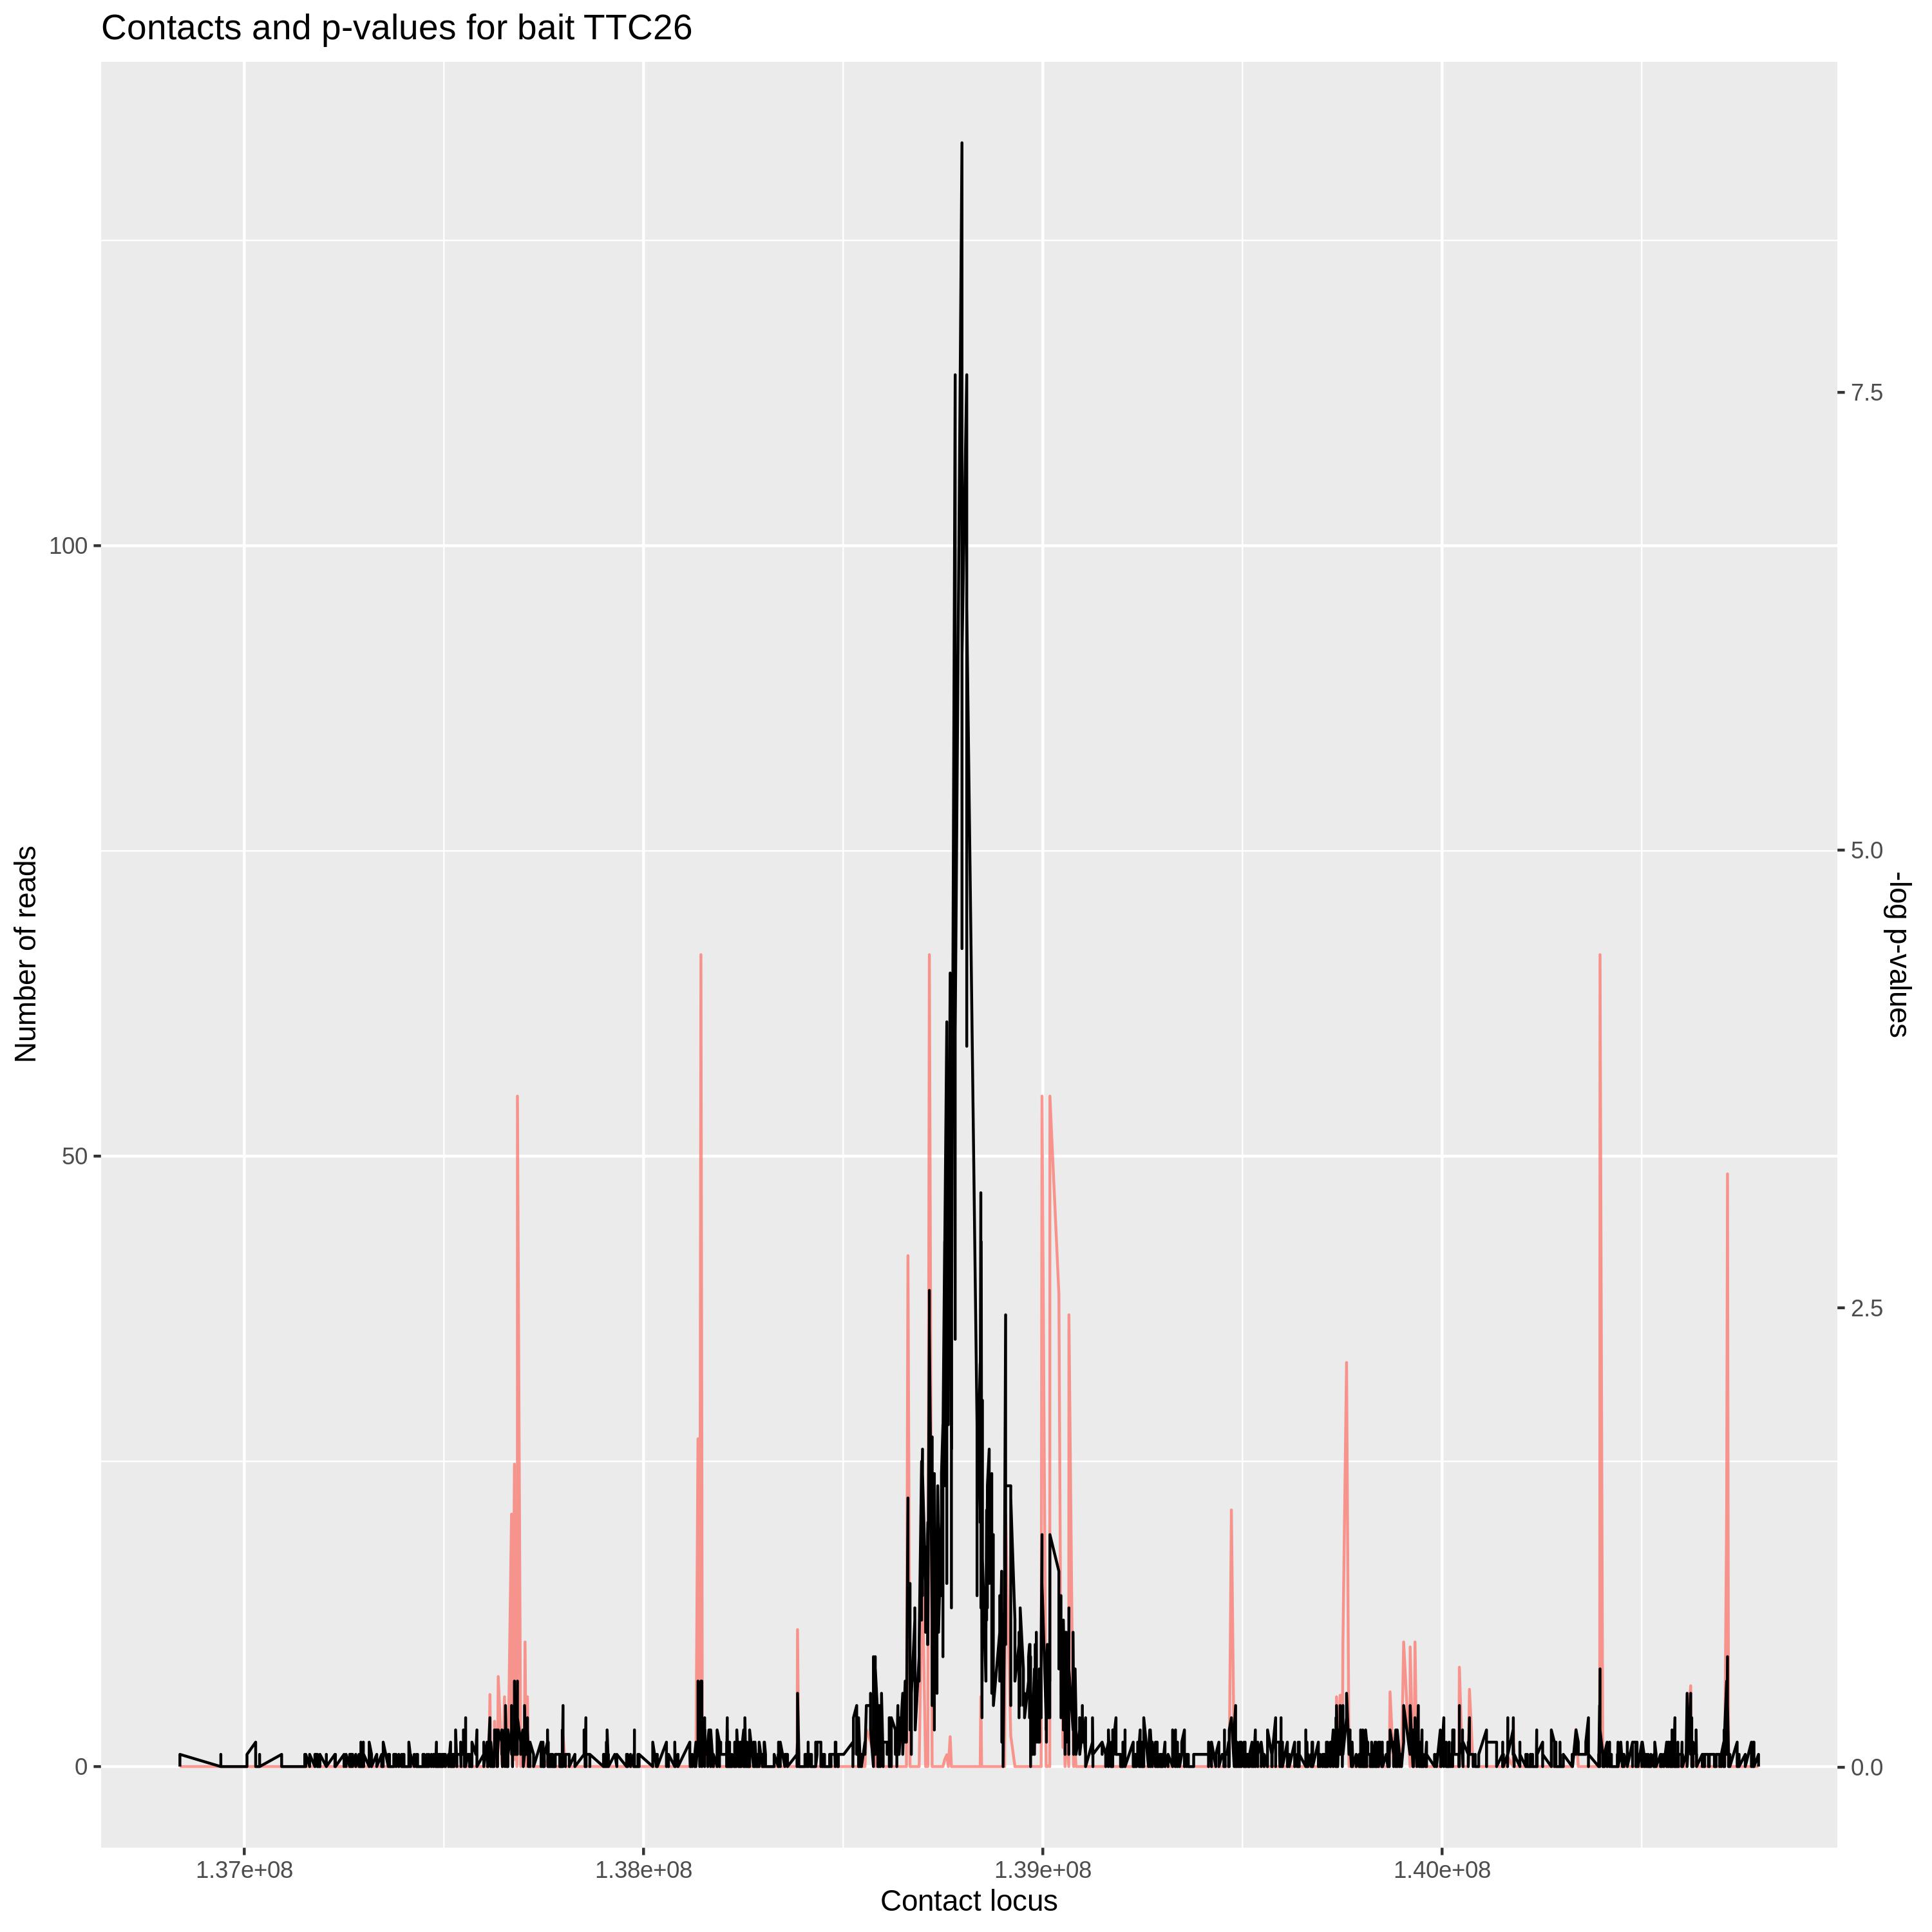 Contacts and p-values for bait TTC26
Number of reads
100
50
0
7.5
5.0
2.5
0.0
-log p-values
1.37e+08 1.38e+08 1.39e+08 1.40e+08
Contact locus